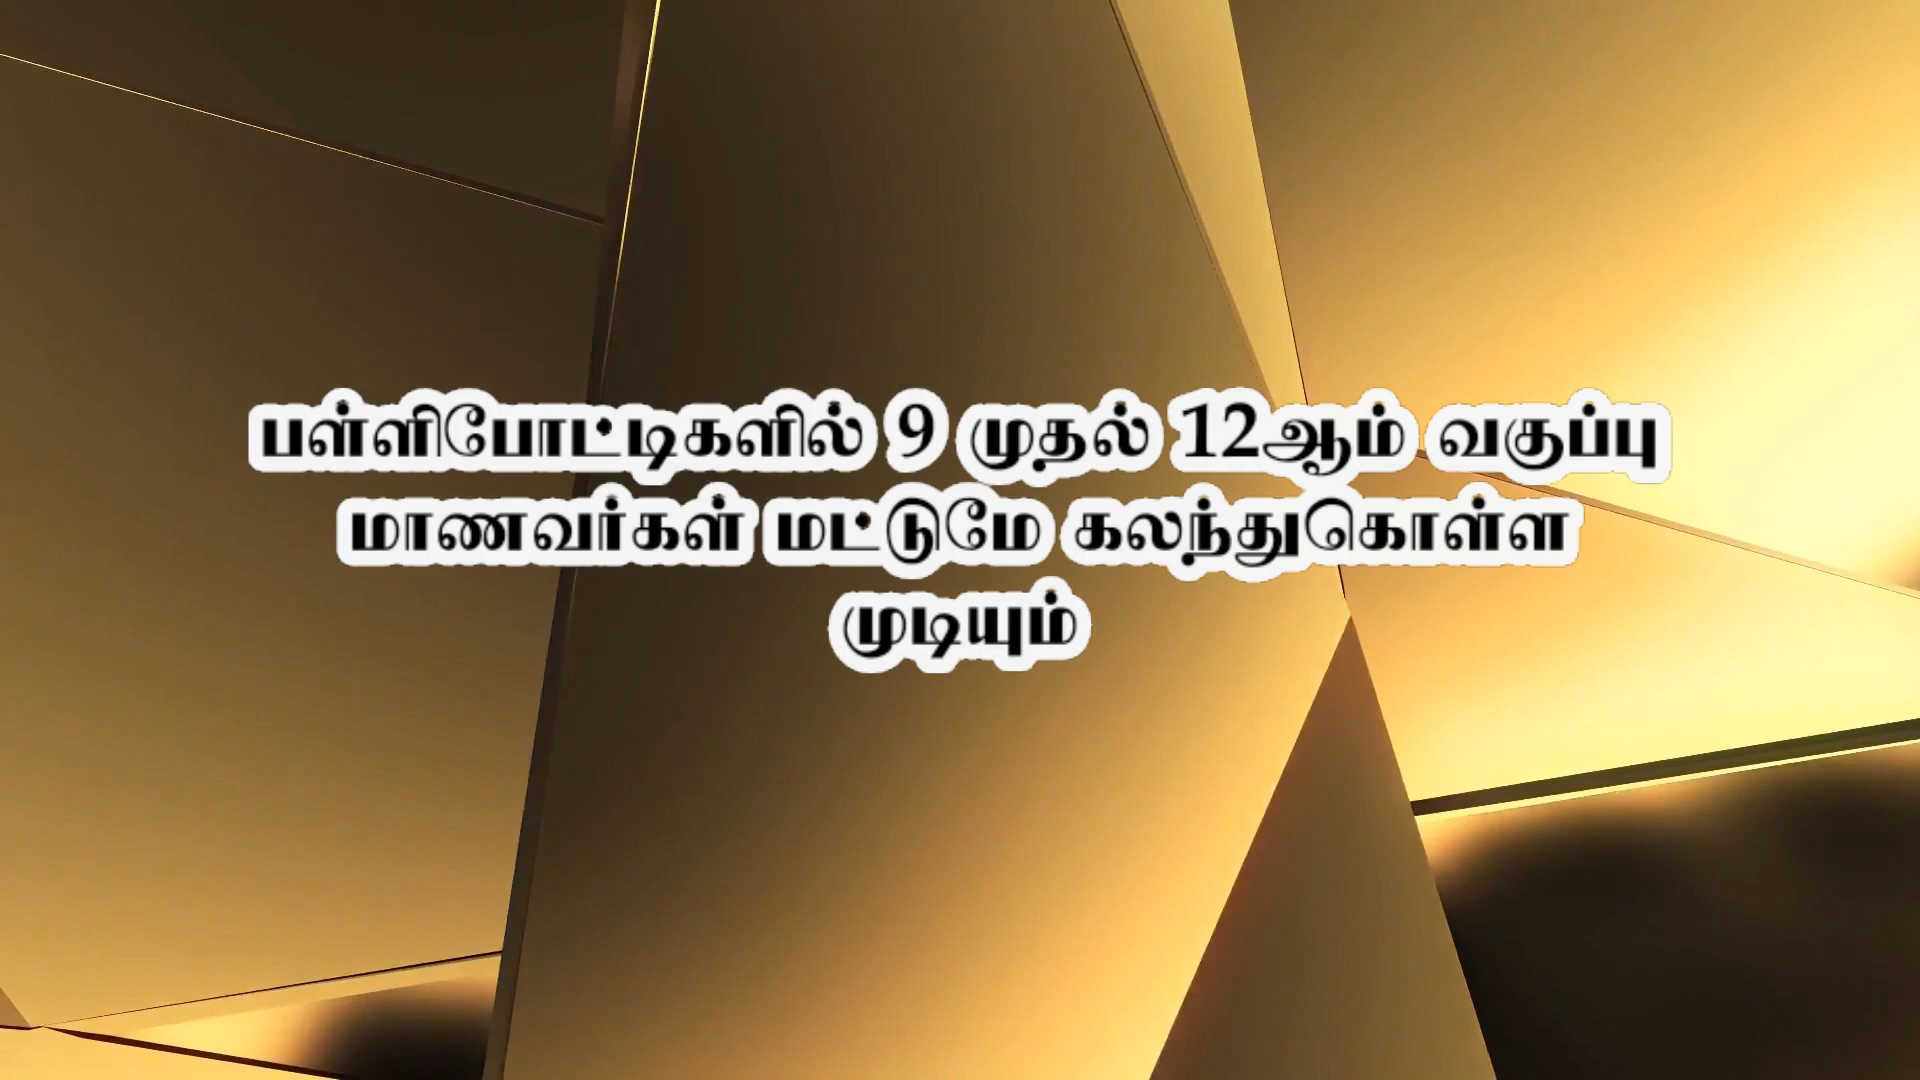 பள்ளிபோட்டிகளில் 9 முதல் 12ஆம் வகுப்பு
மாணவர்கள் மட்டுமே கலந்துகொள்ள
முடியும்